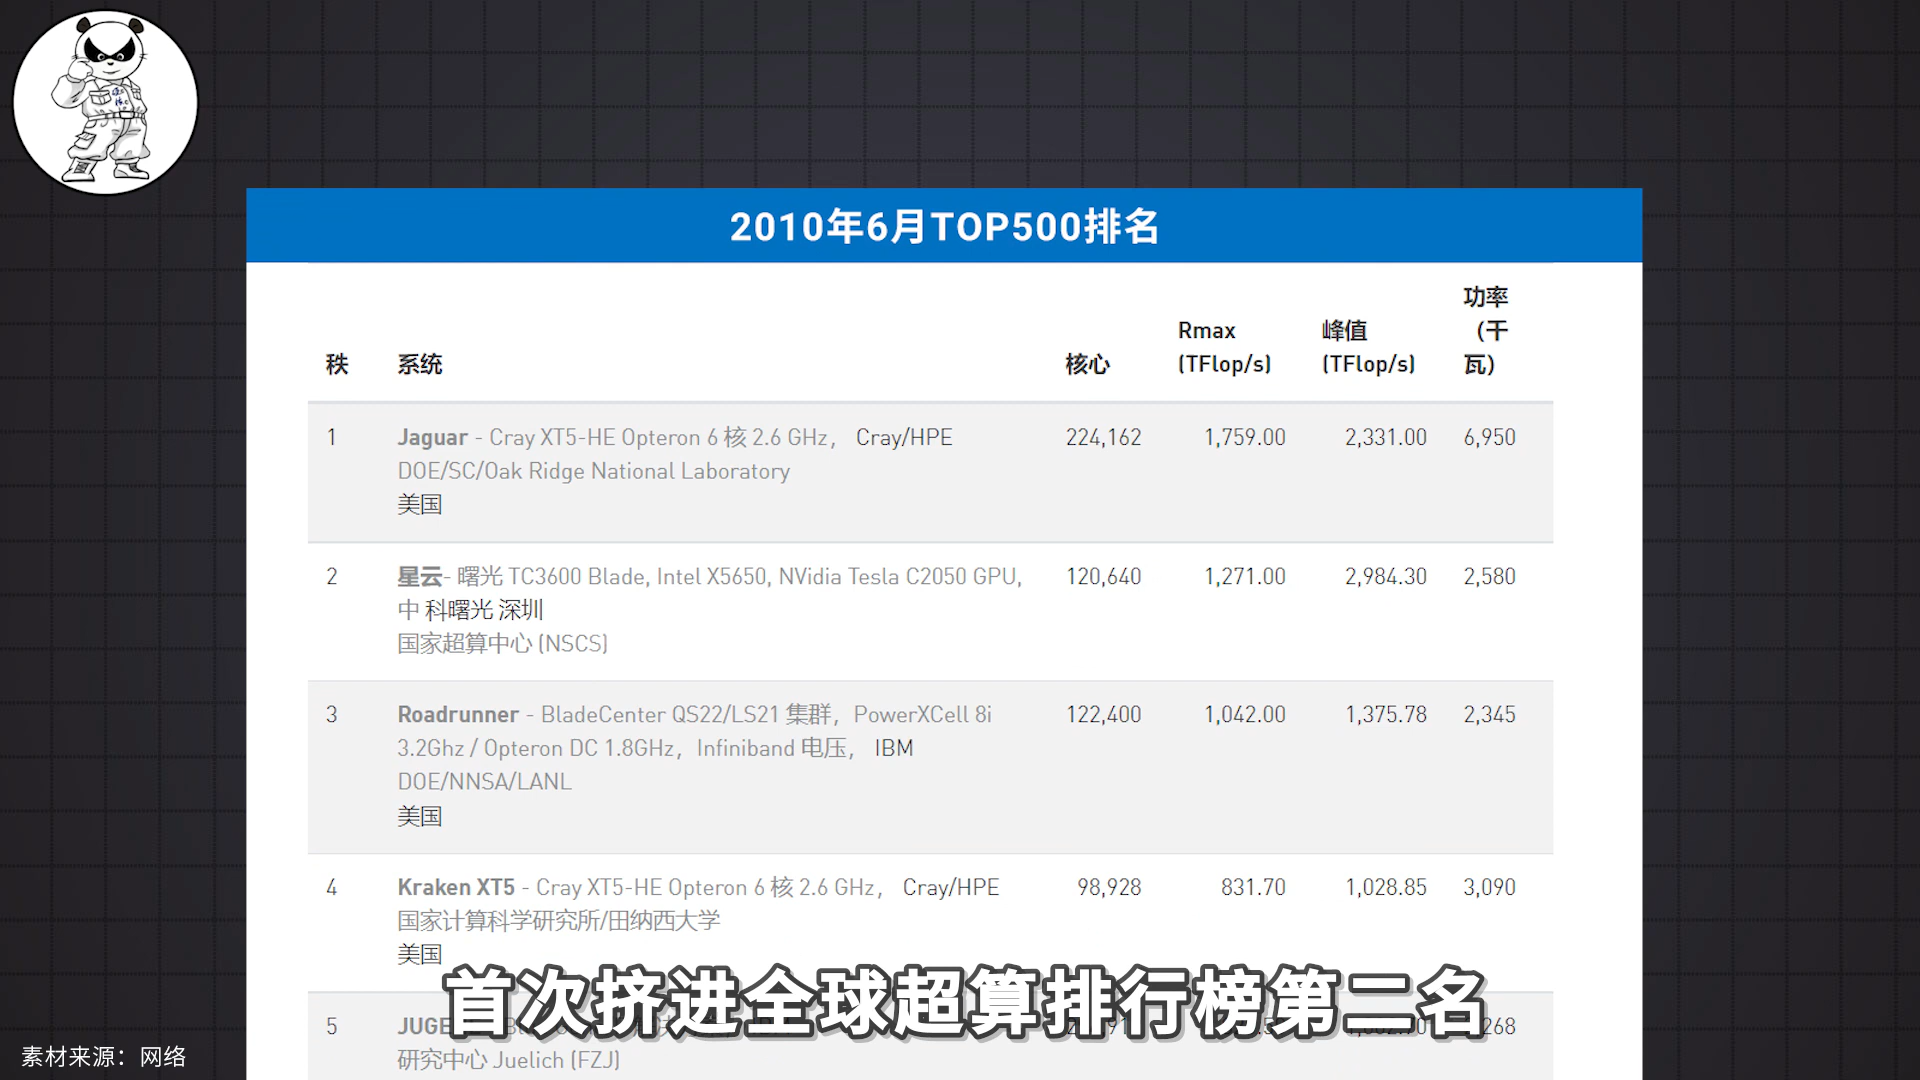 2010年6月TOP500排名
秩 系统 核心 Rmax (TFlop/s) 峰值 (TFlop/s) 功率（千瓦）
1 Jaguar - Cray XT5-HE Opteron 6 核 2.6 GHz， Cray/HPE 224,162 1,759.00 2,331.00 6,950
DOE/SC/Oak Ridge National Laboratory
美国
2 星云- 曙光 TC3600 Blade, Intel X5650, NVidia Tesla C2050 GPU, 120,640 1,271.00 2,984.30 2,580
中 科曙光 深圳
国家超算中心 (NSCS)
3 Roadrunner - BladeCenter QS22/LS21 集群，PowerXCell 8i 122,400 1,042.00 1,375.78 2,345
3.2Ghz / Opteron DC 1.8GHz，Infiniband 电压， IBM
DOE/NNSA/LANL
美国
4 Kraken XT5 - Cray XT5-HE Opteron 6 核 2.6 GHz， Cray/HPE 98,928 831.70 1,028.85 3,090
国家计算科学研究所/田纳西大学
美国
首次挤进全球超算排行榜第二名
5
研究中心 Juelich (FZJ)
素材来源：网络